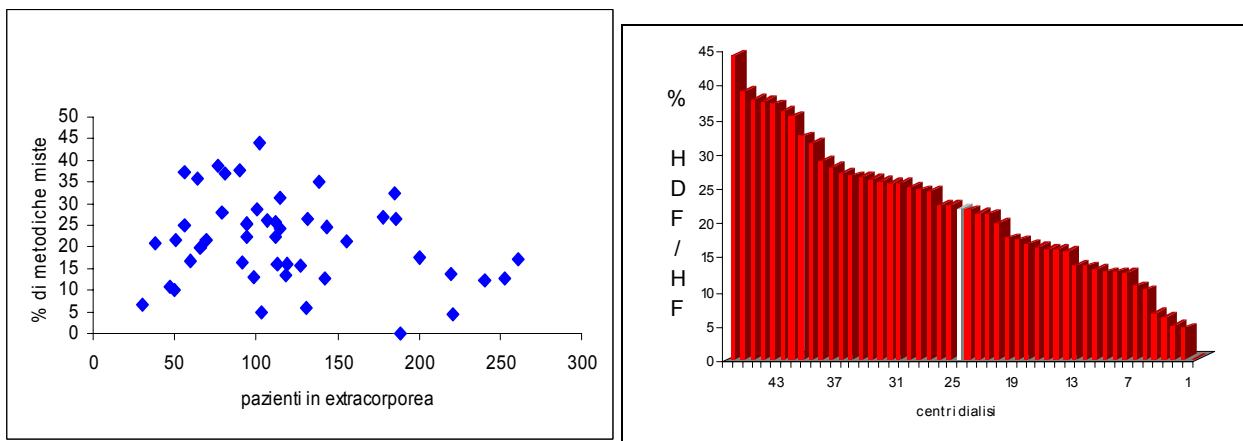 50
45
40
35
30
25
20
15
10
5
0
% di metodiche miste
0 50 100 150 200 250 300
pazienti in extracorporea
45
40
35
30
25
20
15
10
5
0
%
H
D
F
/
H
F
43 37 31 25 19 13 7 1
centri dialisi